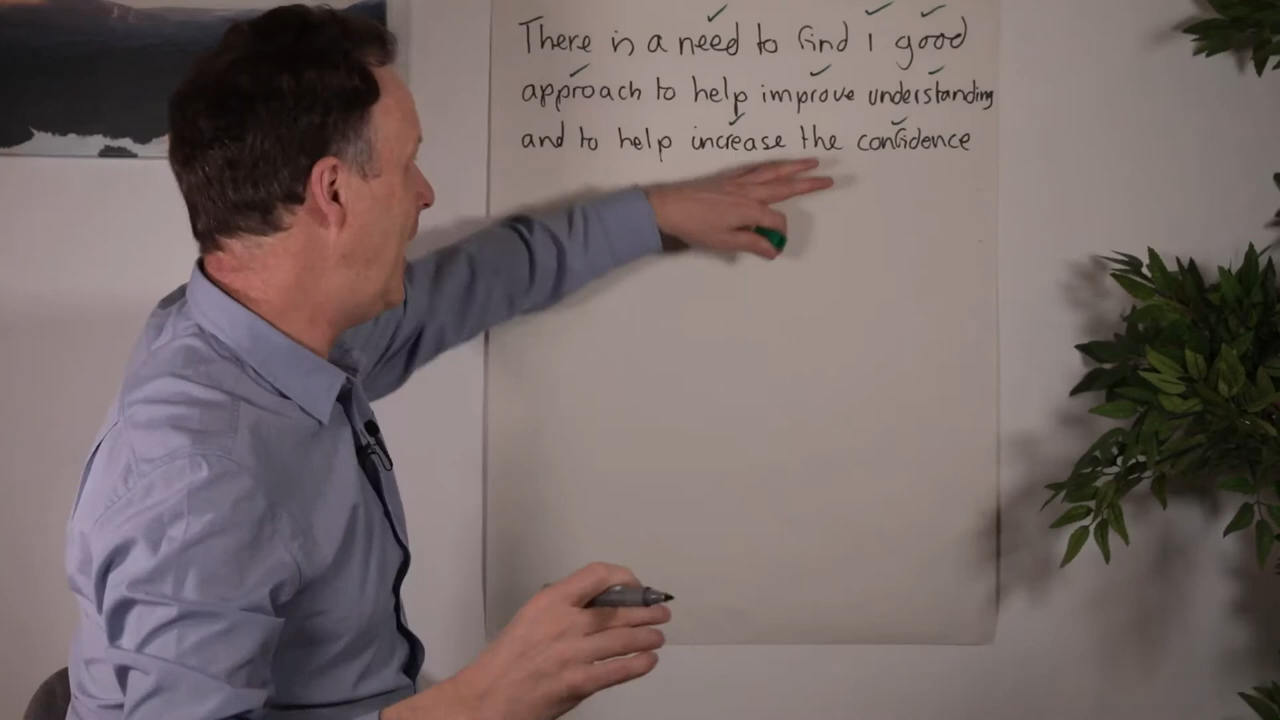 There is a need to find 1 good
approach to help improve understanding
and to help increase the confidence